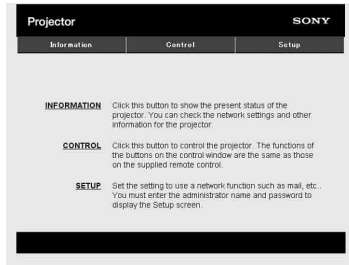 Projector SONY
Information Control Setup
INFORMATION Click this button to show the present status of the
projector. You can check the network settings and other
information for the projector.
CONTROL Click this button to control the projector. The functions of
the buttons on the control window are the same as those
on the supplied remote control.
SETUP Set the setting to use a network function such as mail, etc..
You must enter the administrator name and password to
display the Setup screen.